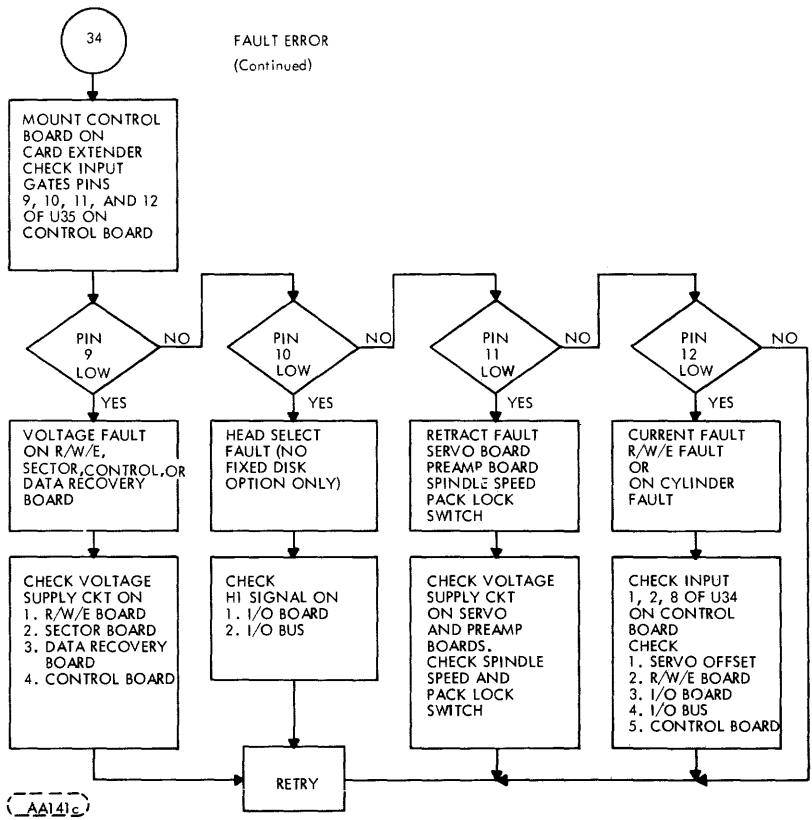 34
FAULT ERROR
(Continued)
MOUNT CONTROL
BOARD ON
CARD EXTENDER
CHECK INPUT
GATES PINS
9, 10, 11, AND 12
OF U35 ON
CONTROL BOARD
PIN
9
LOW
NO
YES
PIN
10
LOW
NO
YES
PIN
11
LOW
NO
YES
PIN
12
LOW
NO
YES
VOLTAGE FAULT
ON R/W/E,
SECTOR,CONTROL,OR
DATA RECOVERY
BOARD
HEAD SELECT
FAULT (NO
FIXED DISK
OPTION ONLY)
RETRACT FAULT
SERVO BOARD
PREAMP BOARD
SPINDLE SPEED
PACK LOCK
SWITCH
CURRENT FAULT
R/W/E FAULT
OR
ON CYLINDER
FAULT
CHECK VOLTAGE
SUPPLY CKT ON
1. R/W/E BOARD
2. SECTOR BOARD
3. DATA RECOVERY
BOARD
4. CONTROL BOARD
CHECK
H1 SIGNAL ON
1. I/O BOARD
2. I/O BUS
CHECK VOLTAGE
SUPPLY CKT
ON SERVO
AND PREAMP
BOARDS.
CHECK SPINDLE
SPEED AND
PACK LOCK
SWITCH
CHECK INPUT
1, 2, 8 OF U34
ON CONTROL
BOARD
CHECK
1. SERVO OFFSET
2. R/W/E BOARD
3. I/O BOARD
4. I/O BUS
5. CONTROL BOARD
RETRY
AA141c